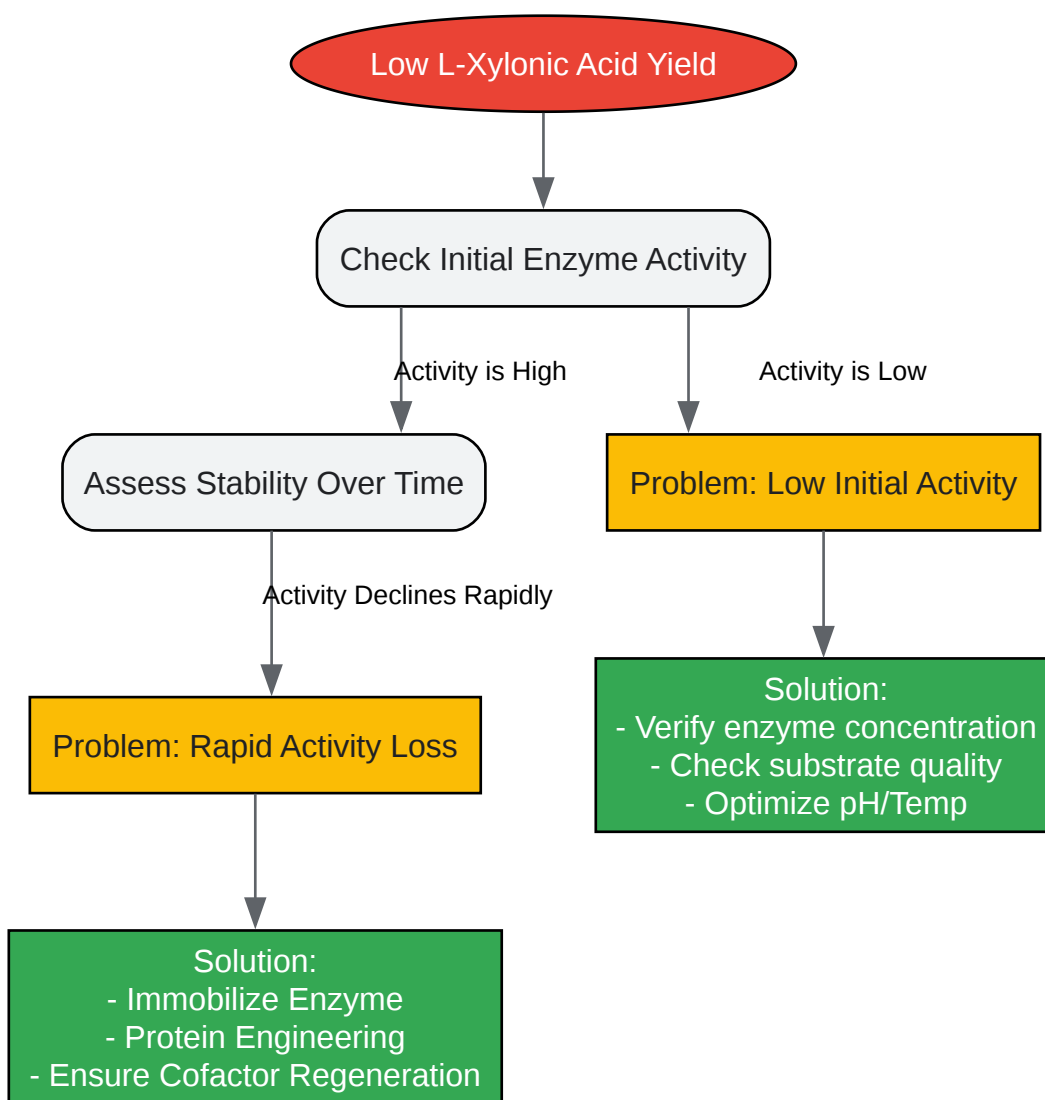 Low L-Xylonic Acid Yield
Check Initial Enzyme Activity
Activity is High
Activity is Low
Assess Stability Over Time
Problem: Low Initial Activity
Activity Declines Rapidly
Solution:
- Verify enzyme concentration
- Check substrate quality
- Optimize pH/Temp
Problem: Rapid Activity Loss
Solution:
- Immobilize Enzyme
- Protein Engineering
- Ensure Cofactor Regeneration